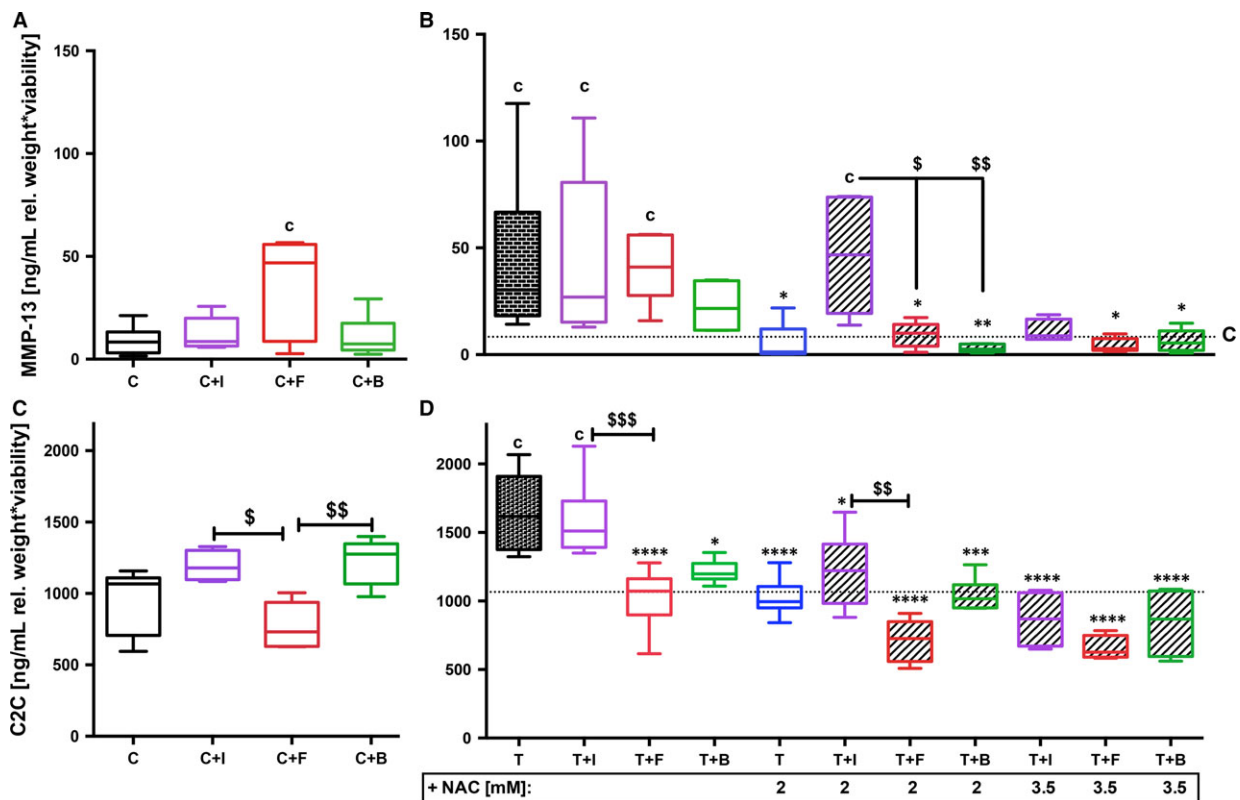 A
B
MMP-13 [ng/mL rel. weight*viability]
150
100
50
0
c
C
C+I
C+F
C+B
150
100
50
0
c
c
c
*
c
$
$$
*
**
*
*
C
C
D
C2C [ng/mL rel. weight*viability]
2000
1500
1000
500
0
$
$$
C
C+I
C+F
C+B
2000
1500
1000
500
0
c
c
$$$
****
*
****
*
$$
****
***
****
****
****
T T+I T+F T+B T T+I T+F T+B T+I T+F T+B
+ NAC [mM]: 2 2 2 2 3.5 3.5 3.5